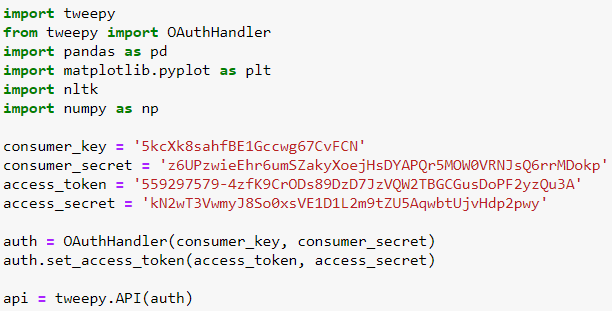 import tweepy
from tweepy import OAuthHandler
import pandas as pd
import matplotlib.pyplot as plt
import nltk
import numpy as np
consumer_key = '5kcXk8sahfBE1Gccwg67CvFCN'
consumer_secret = 'z6UPzwieEhr6umSZakyXoejHsDYAPQr5MOW0VRNJsQ6rrMDokp'
access_token = '559297579-4zfK9CrODs89DzD7JzVQW2TBGCGusDoPF2yzQu3A'
access_secret = 'kN2wT3VwmyJ8So0xsVE1D1L2m9tZU5AqwbtUjvHdp2pwy'
auth = OAuthHandler(consumer_key, consumer_secret)
auth.set_access_token(access_token, access_secret)
api = tweepy.API(auth)